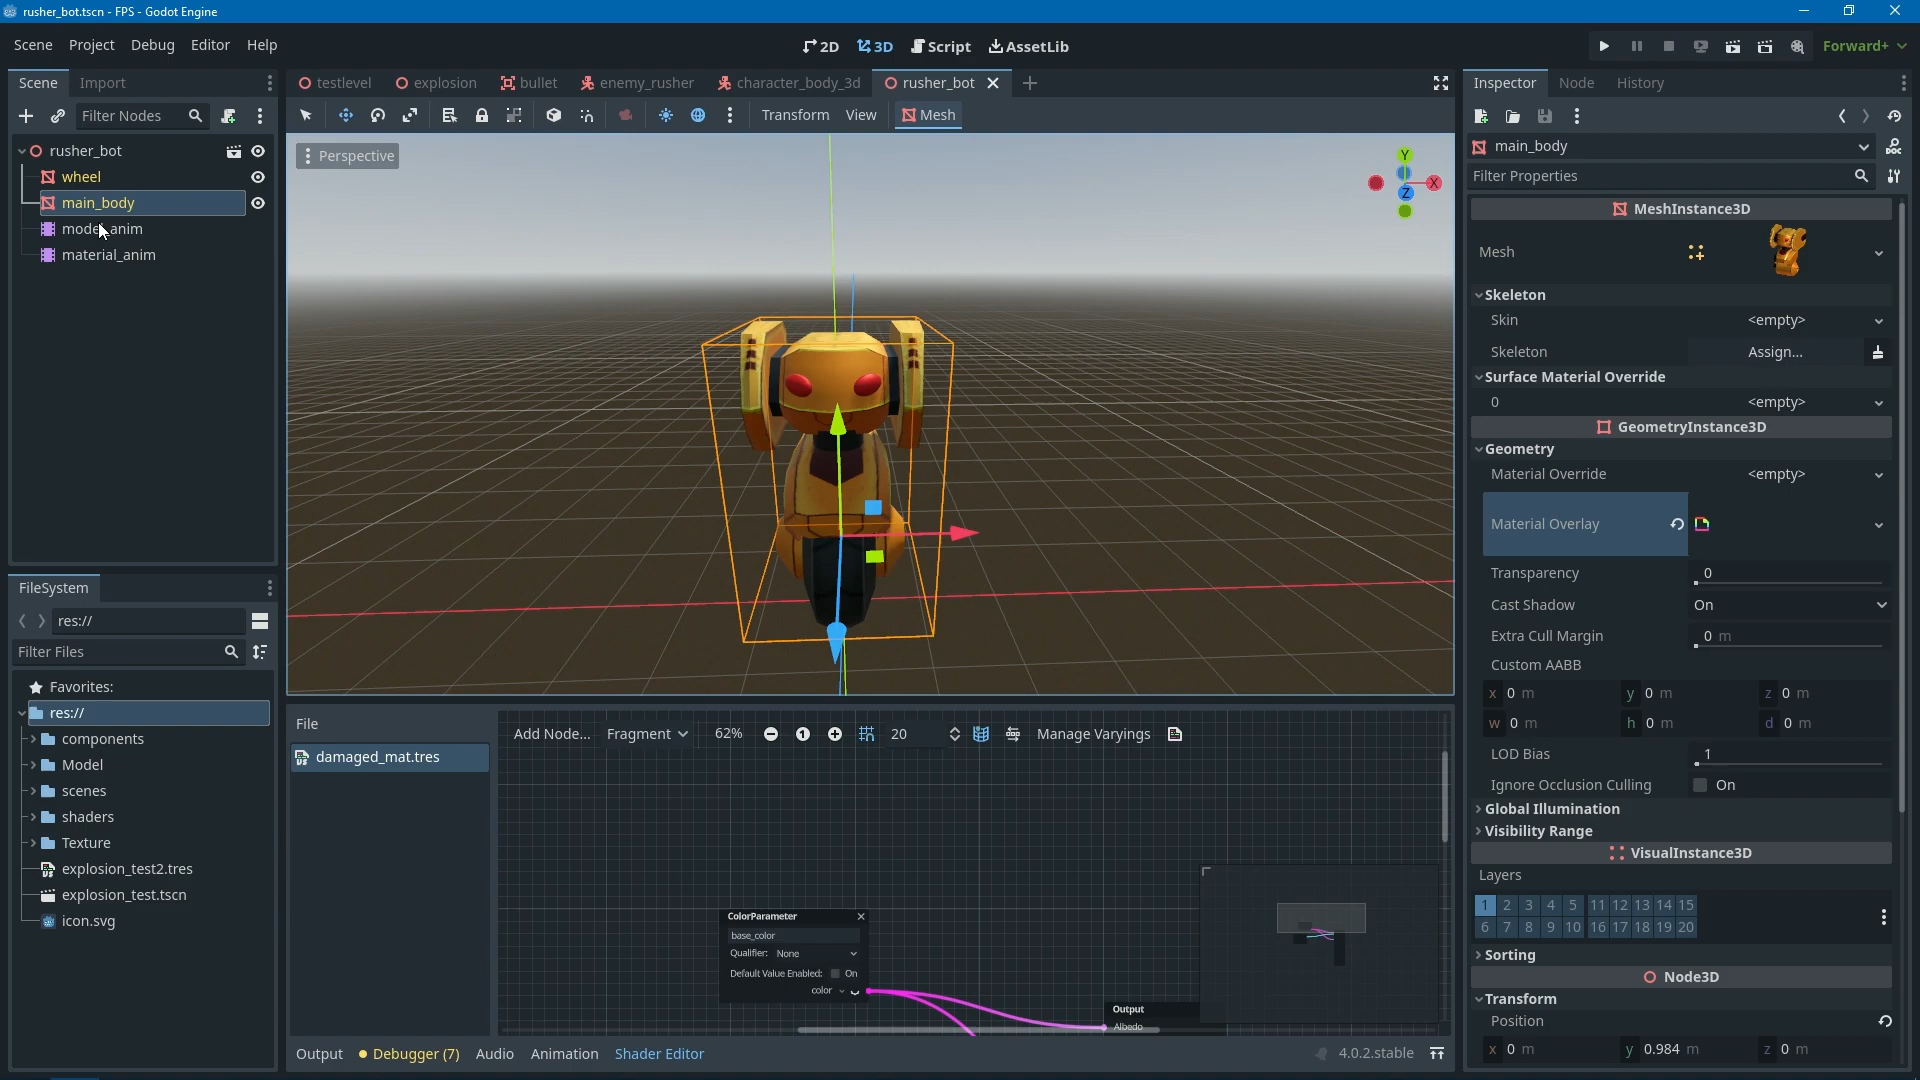 rusher_bot.tscn - FPS - Godot Engine
Scene Project Debug Editor Help
2D 3D Script AssetLib
Forward+
Scene Import
testlevel explosion bullet enemy_rusher character_body_3d rusher_bot
Inspector Node History
Filter Nodes
Transform View Mesh
rusher_bot
wheel
main_body
model_anim
material_anim
Perspective
Y
X
Z
main_body
Filter Properties
MeshInstance3D
Mesh
Skeleton
Skin <empty>
Skeleton Assign...
Surface Material Override
0 <empty>
GeometryInstance3D
Geometry
Material Override <empty>
Material Overlay
Transparency 0
Cast Shadow On
Extra Cull Margin 0 m
Custom AABB
x 0 m y 0 m z 0 m
w 0 m h 0 m d 0 m
LOD Bias 1
Ignore Occlusion Culling On
Global Illumination
Visibility Range
VisualInstance3D
Layers
1 2 3 4 5 11 12 13 14 15
6 7 8 9 10 16 17 18 19 20
Sorting
Node3D
Transform
Position
x 0 m y 0.984 m z 0 m
FileSystem
res://
Filter Files
Favorites:
res://
components
Model
scenes
shaders
Texture
explosion_test2.tres
explosion_test.tscn
icon.svg
File
damaged_mat.tres
Add Node... Fragment 62% 1 20 Manage Varyings
ColorParameter
base_color
Qualifier: None
Default Value Enabled: On
color
Output
Albedo
Output Debugger (7) Audio Animation Shader Editor
4.0.2.stable